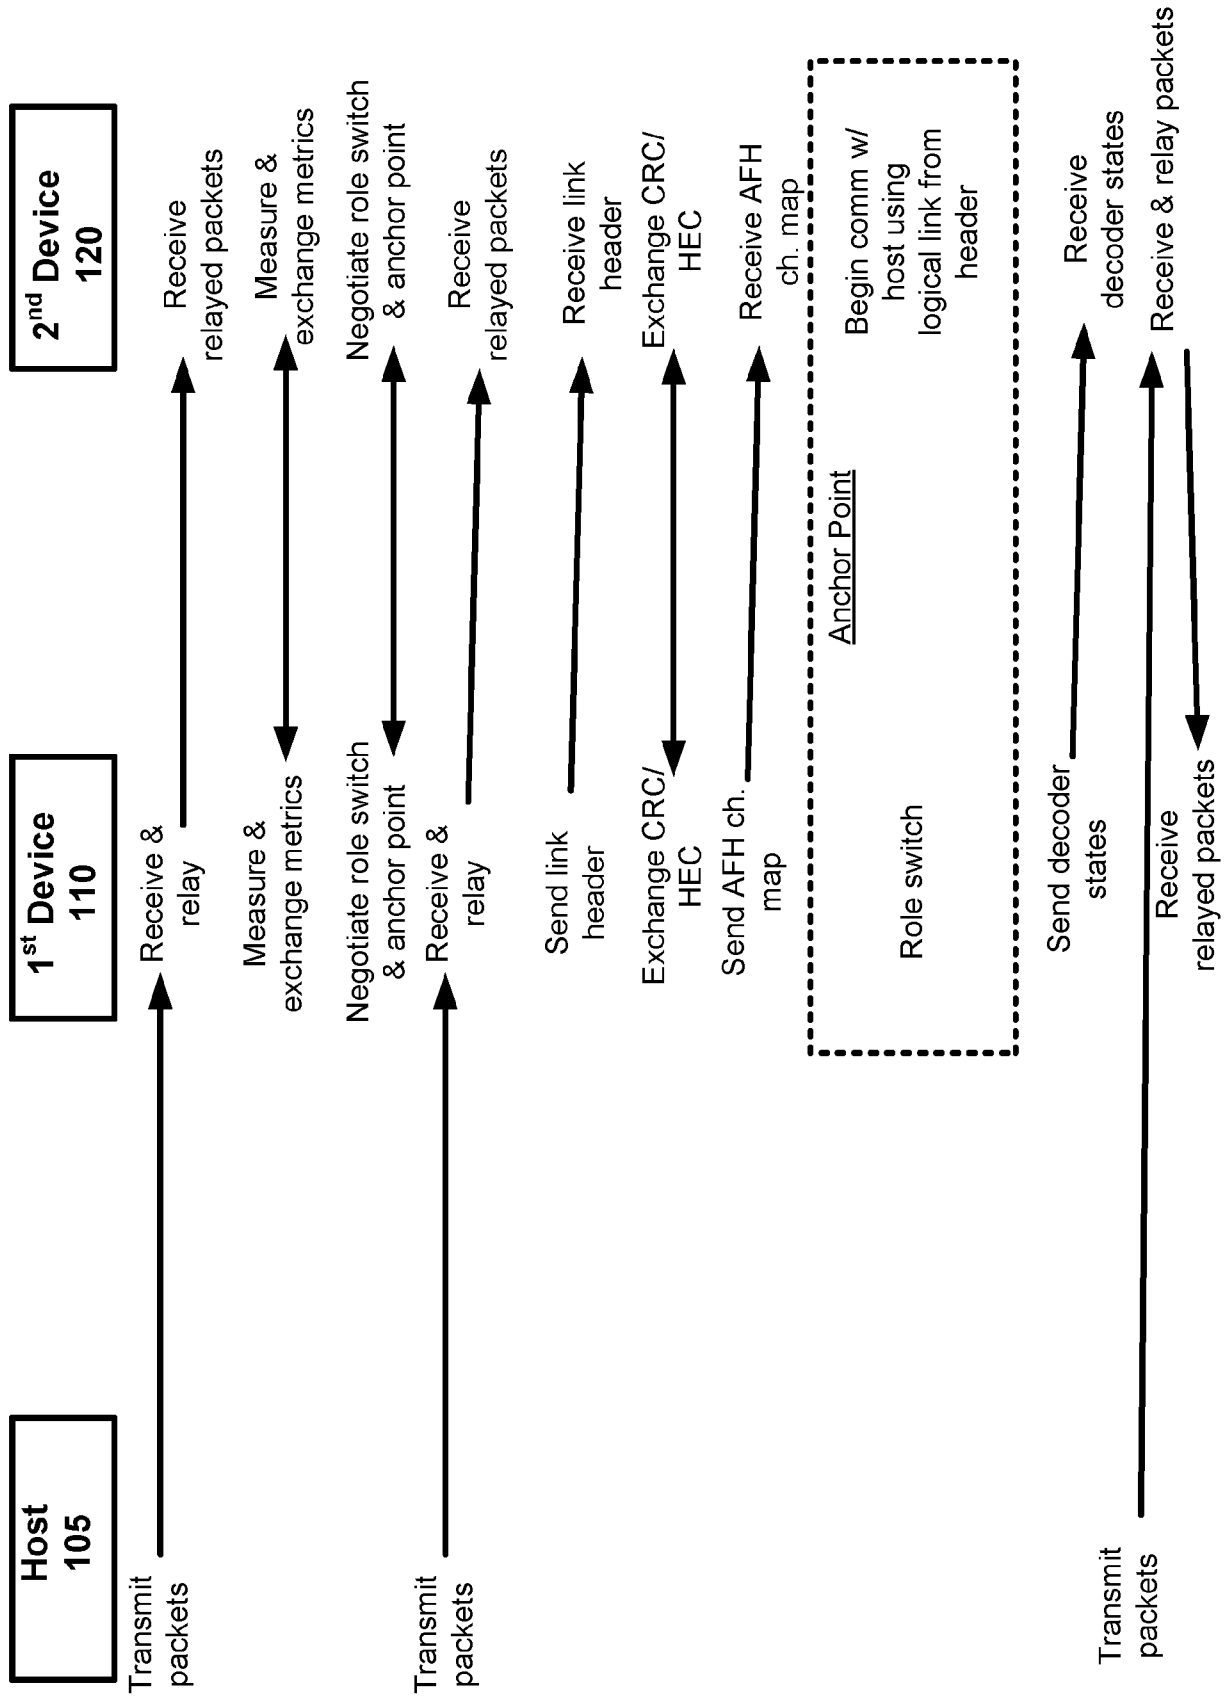 Host
105
1st Device
110
2nd Device
120
Transmit
packets
Receive &
relay
Receive
relayed packets
Measure &
exchange metrics
Measure &
exchange metrics
Negotiate role switch
& anchor point
Negotiate role switch
& anchor point
Transmit
packets
Receive &
relay
Receive
relayed packets
Send link
header
Receive link
header
Exchange CRC/
HEC
Exchange CRC/
HEC
Send AFH ch.
map
Receive AFH
ch. map
Anchor Point
Role switch
Begin comm w/
host using
logical link from
header
Send decoder
states
Receive
decoder states
Transmit
packets
Receive & relay packets
Receive
relayed packets